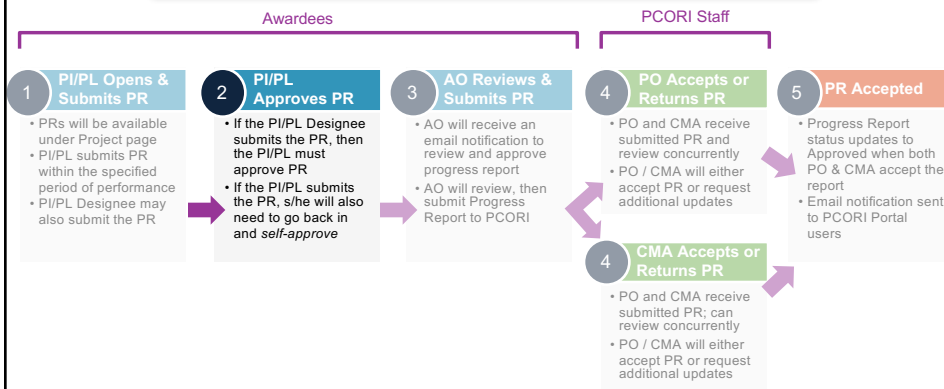 Awardees
PCORI Staff
1
PI/PL Opens &
Submits PR
• PRs will be available
under Project page
• PI/PL submits PR
within the specified
period of performance
• PI/PL Designee may
also submit the PR
2
PI/PL
Approves PR
• If the PI/PL Designee
submits the PR, then
the PI/PL must
approve PR
• If the PI/PL submits
the PR, s/he will also
need to go back in
and self-approve
3
AO Reviews &
Submits PR
• AO will receive an
email notification to
review and approve
progress report
• AO will review, then
submit Progress
Report to PCORI
4
PO Accepts or
Returns PR
• PO and CMA receive
submitted PR and
review concurrently
• PO / CMA will either
accept PR or request
additional updates
4
CMA Accepts or
Returns PR
• PO and CMA receive
submitted PR; can
review concurrently
• PO / CMA will either
accept PR or request
additional updates
5
PR Accepted
• Progress Report
status updates to
Approved when both
PO & CMA accept the
report
• Email notification sent
to PCORI Portal
users